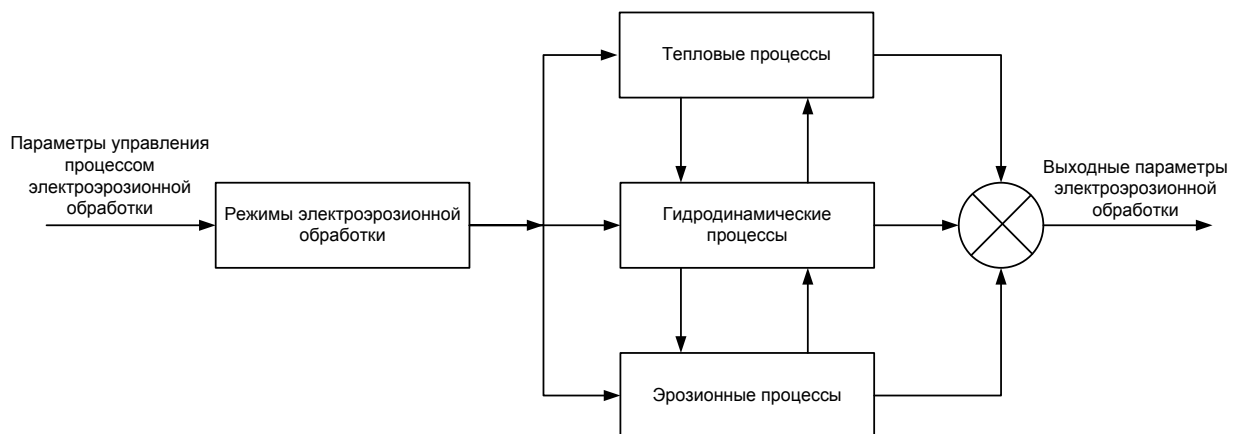 Тепловые процессы
Параметры управления
процессом
электроэрозионной
обработки
Режимы электроэрозионной
обработки
Гидродинамические
процессы
Выходные параметры
электроэрозионной
обработки
Эрозионные процессы